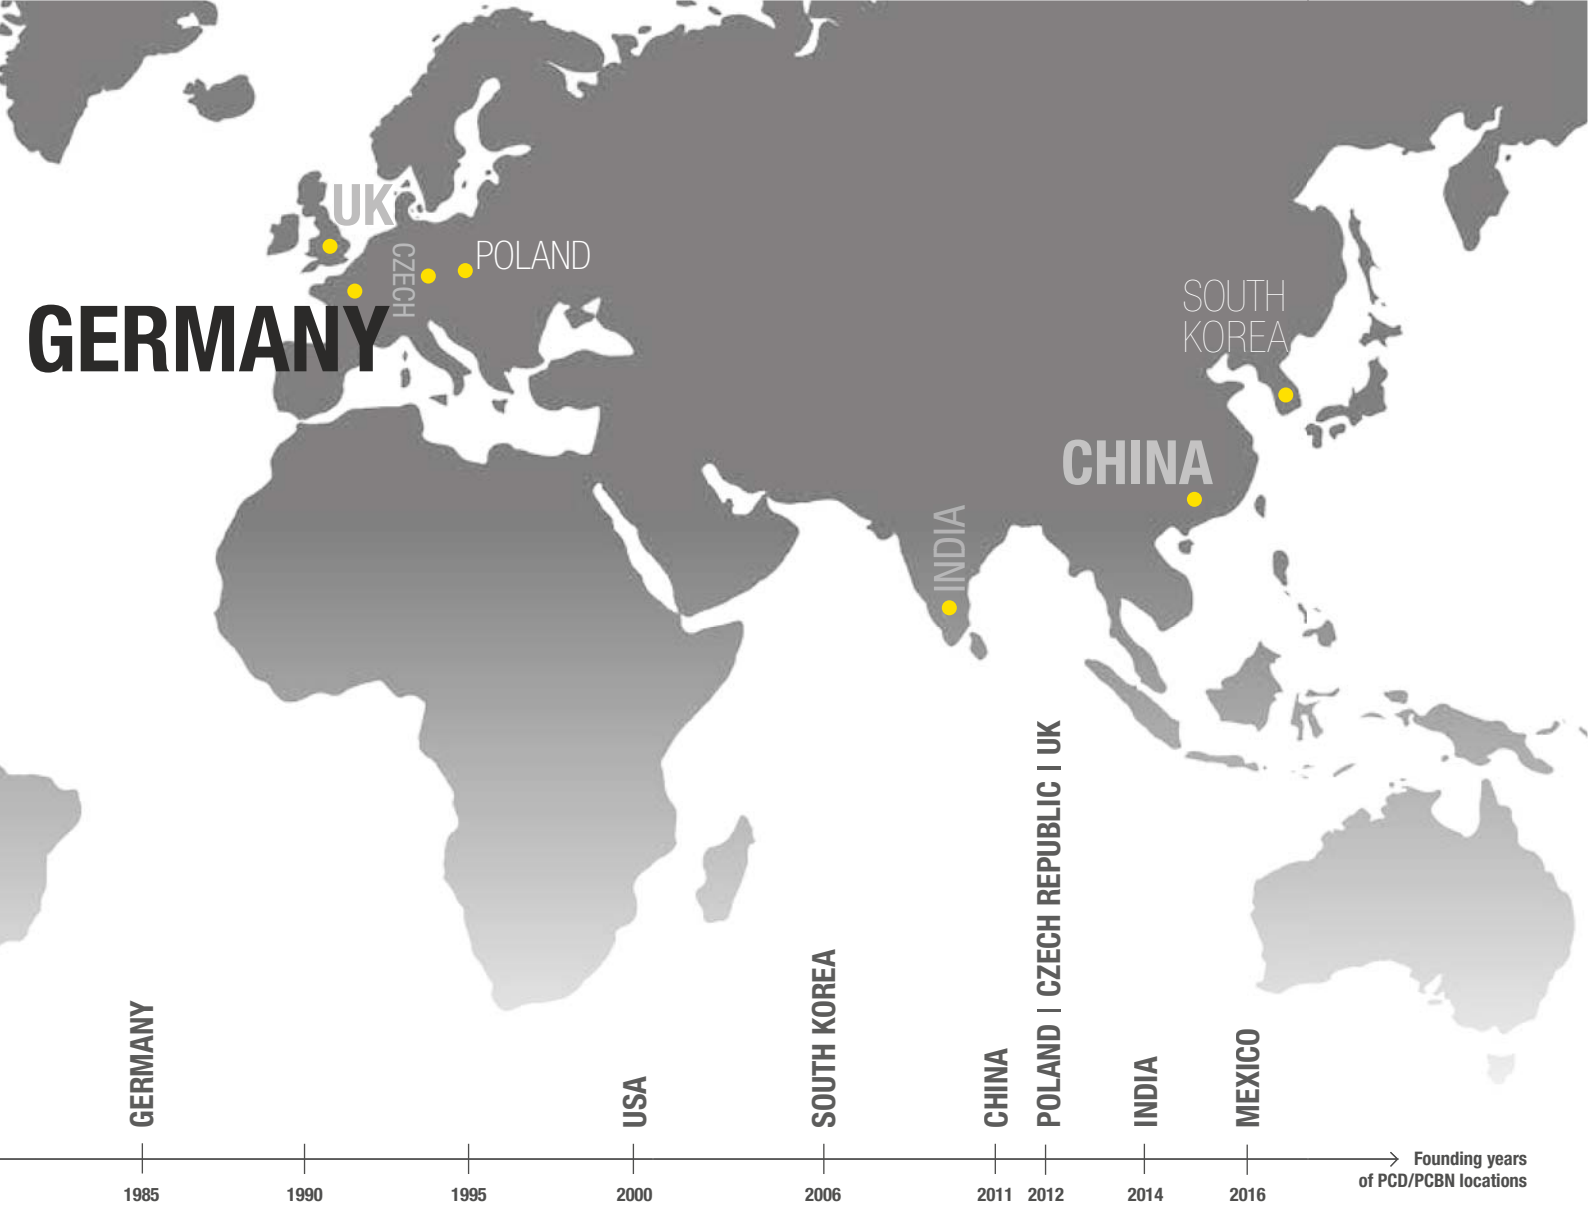 UK
CZECH
POLAND
GERMANY
SOUTH
KOREA
CHINA
INDIA
GERMANY
USA
SOUTH KOREA
CHINA
POLAND | CZECH REPUBLIC | UK
INDIA
MEXICO
1985
1990
1995
2000
2006
2011
2012
2014
2016
Founding years
of PCD/PCBN locations